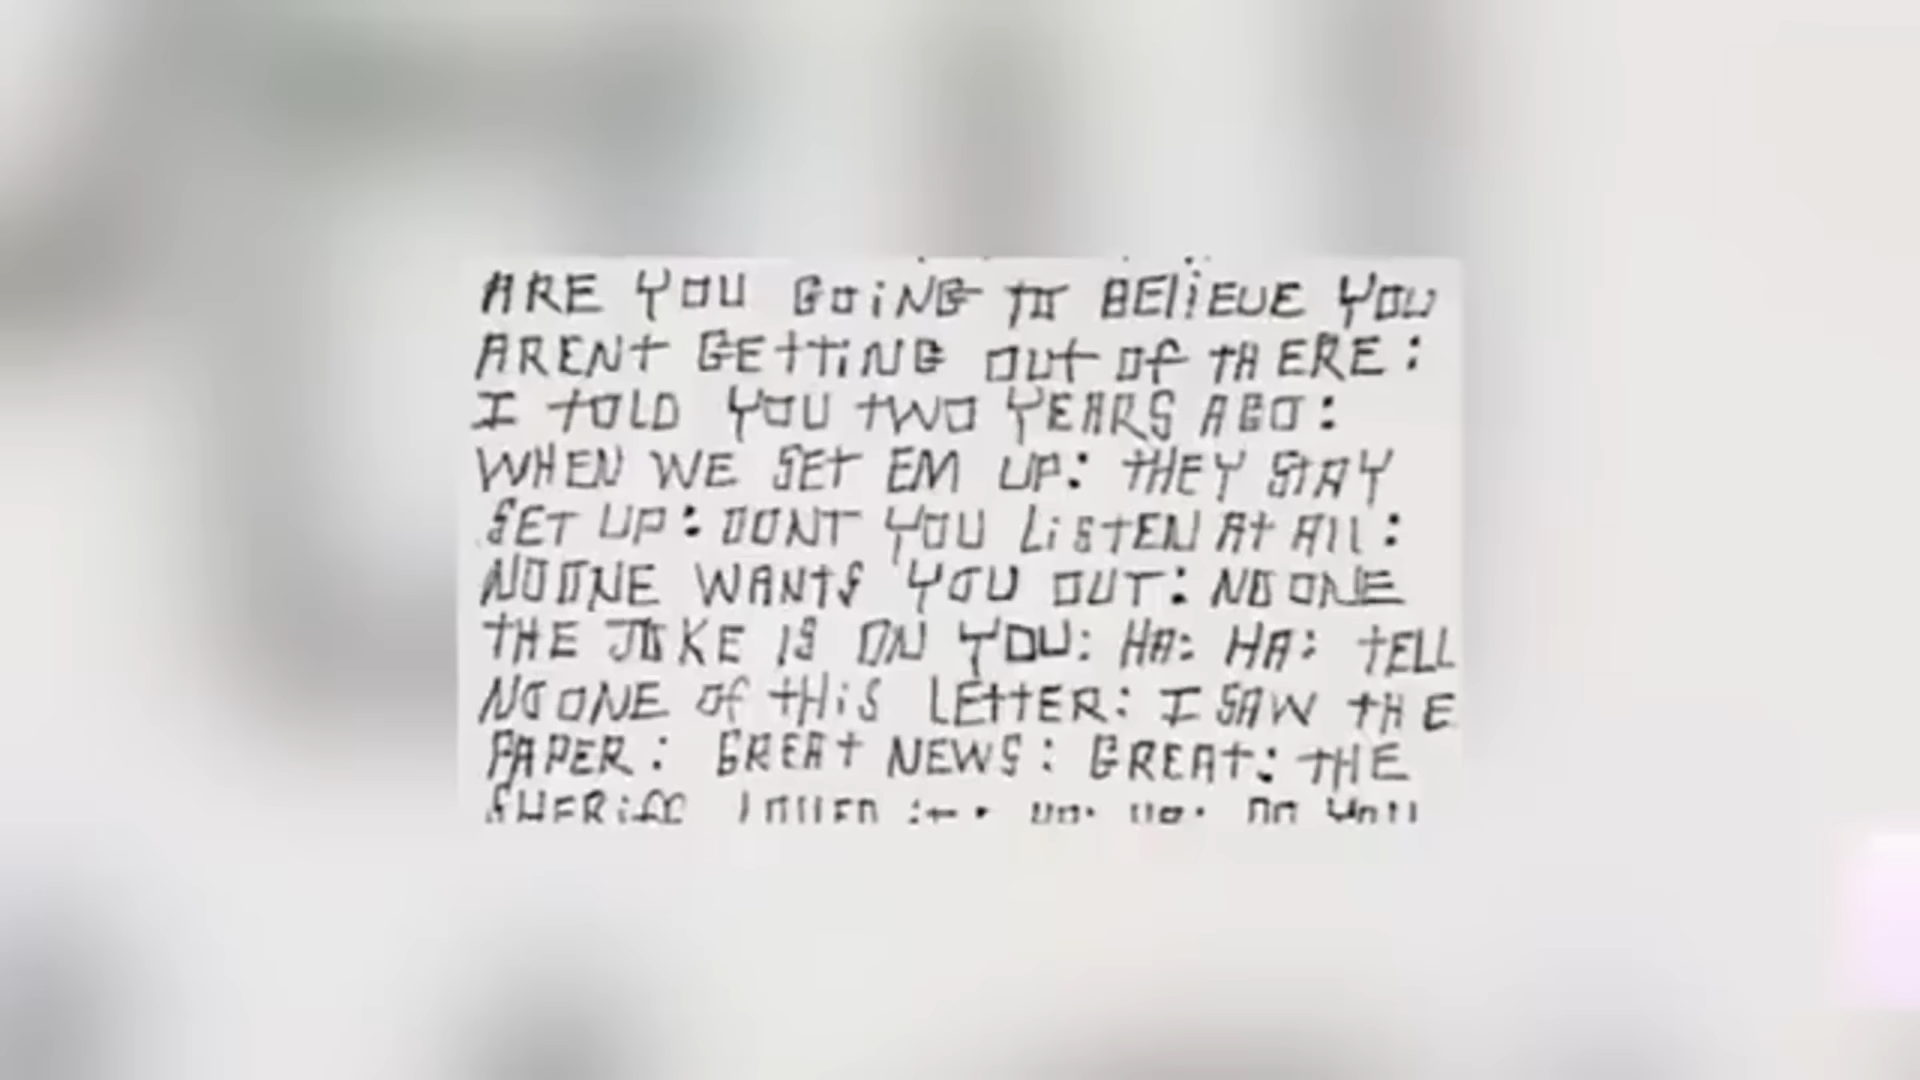 ARE YOU GOING TO BELIEUE YOU
ARENT GETTING OUT OF THERE:
I TOLD YOU TWO YEARS AGO:
WHEN WE SET EM UP: THEY STAY
SET UP: DONT YOU LISTEN AT ALL:
NOONE WANTS YOU OUT: NOONE
THE JOKE IS ON YOU: HA: HA: TELL
NOONE OF THIS LETTER: I SAW THE
PAPER: GREAT NEWS: GREAT: THE
SHERIFF